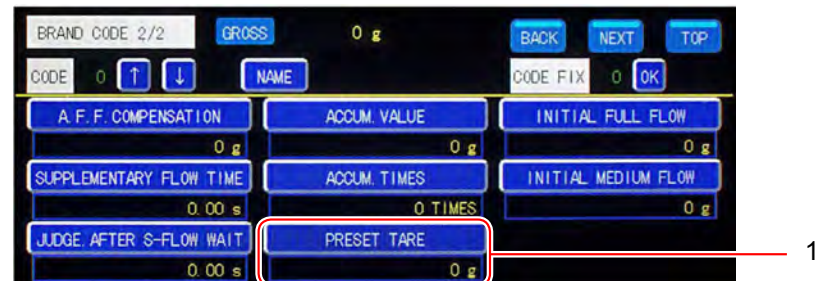 BRAND CODE 2/2 GROSS 0 g BACK NEXT TOP
CODE 0 ↑ ↓ NAME CODE FIX 0 OK
A.F.F. COMPENSATION ACCUM. VALUE INITIAL FULL FLOW
0 g 0 g 0 g
SUPPLEMENTARY FLOW TIME ACCUM. TIMES INITIAL MEDIUM FLOW
0.00 s 0 TIMES 0 g
JUDGE. AFTER S-FLOW WAIT PRESET TARE 1
0.00 s 0 g